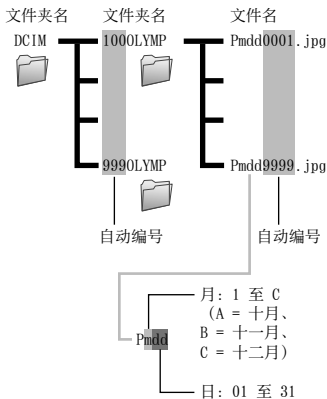 文件夹名 文件夹名 文件名
DCIM 100OLYMP Pmdd0001.jpg
999OLYMP Pmdd9999.jpg
自动编号 自动编号
月: 1 至 C
(A = 十月、
B = 十一月、
C = 十二月)
Pmdd
日: 01 至 31